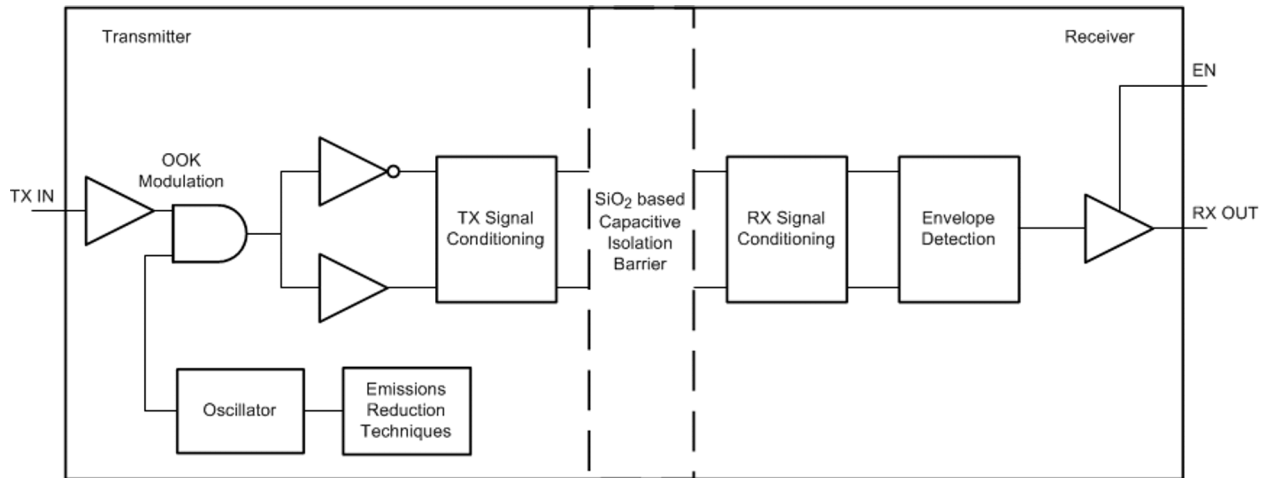 Transmitter
Receiver
EN
OOK
Modulation
TX IN
TX Signal
Conditioning
SiO2 based
Capacitive
Isolation
Barrier
RX Signal
Conditioning
Envelope
Detection
RX OUT
Oscillator
Emissions
Reduction
Techniques